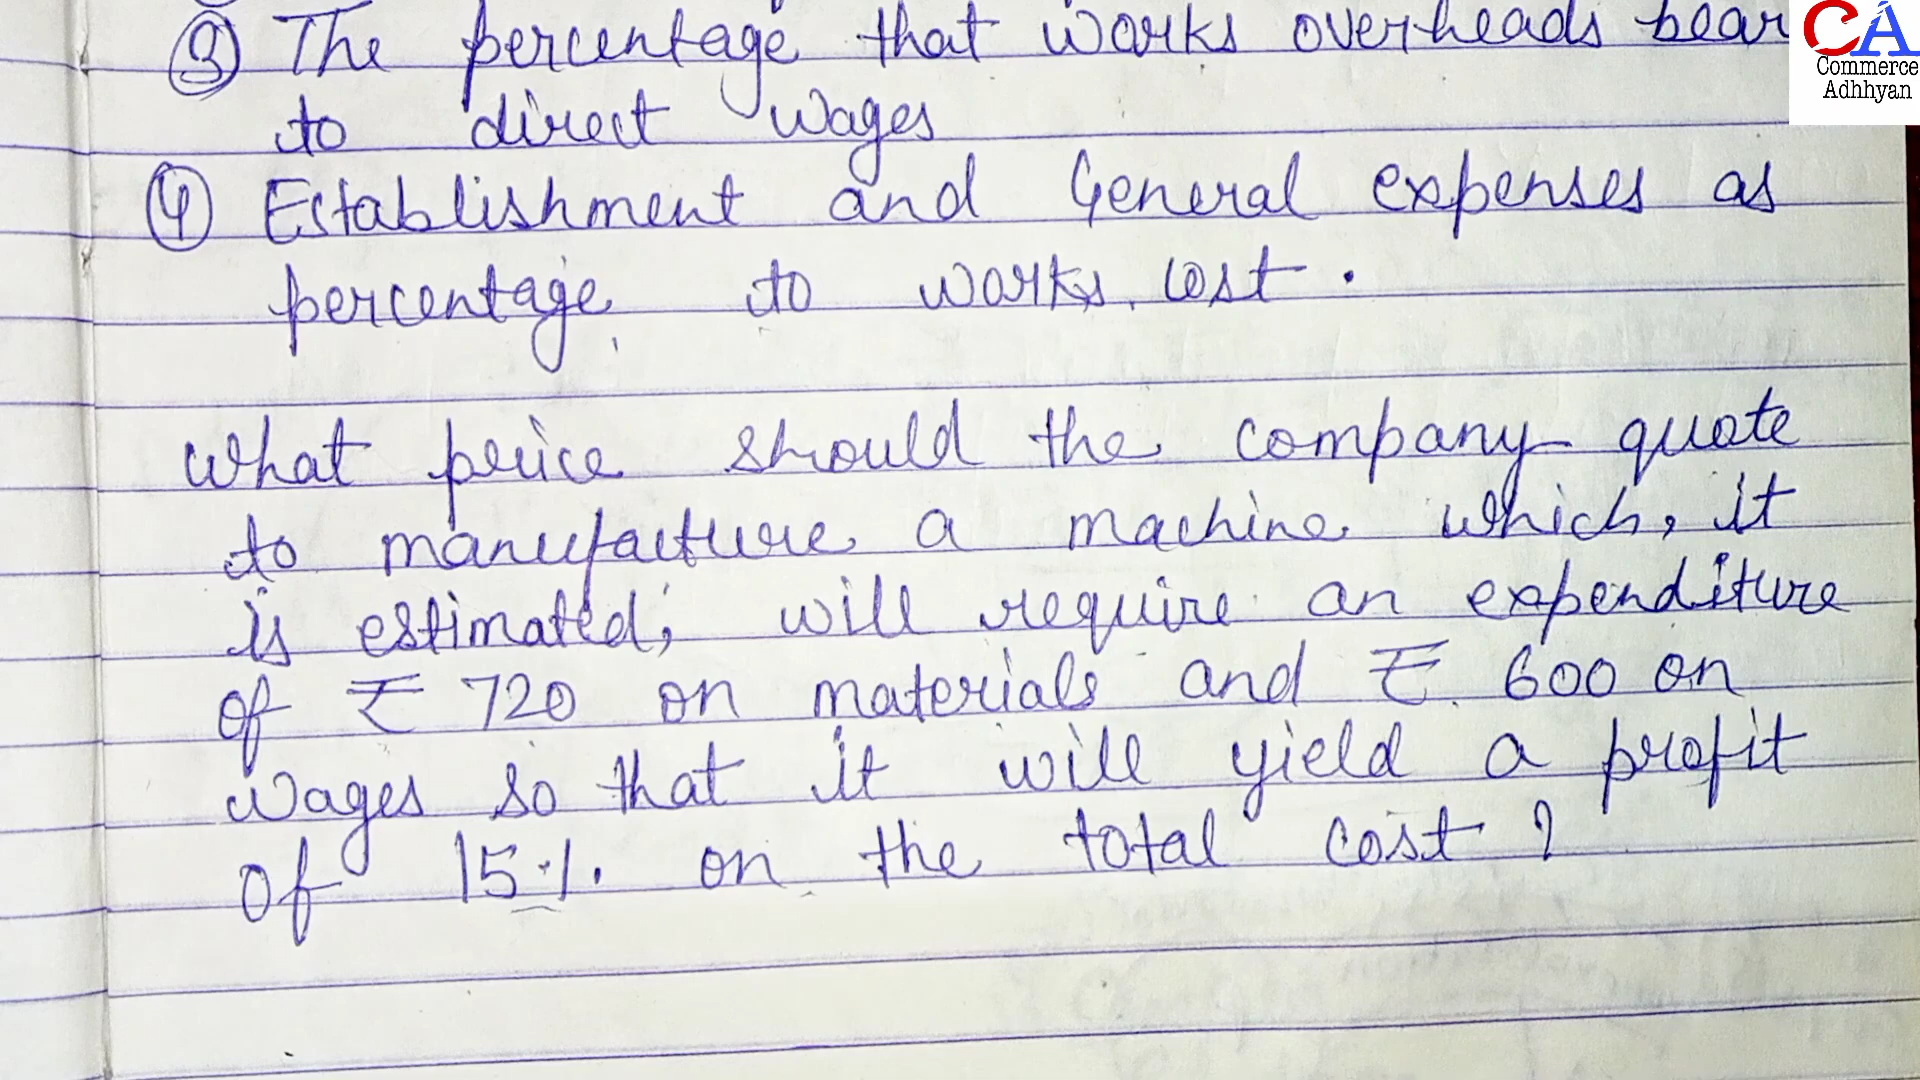 ③ The percentage that works overheads bear
to direct wages
④ Establishment and General expenses as
percentage to works cost.
What price should the company quote
to manufacture a machine which, it
is estimated, will require an expenditure
of ₹ 720 on materials and ₹ 600 on
wages so that it will yield a profit
of 15%. on the total cost ?
CA
Commerce
Adhhyan